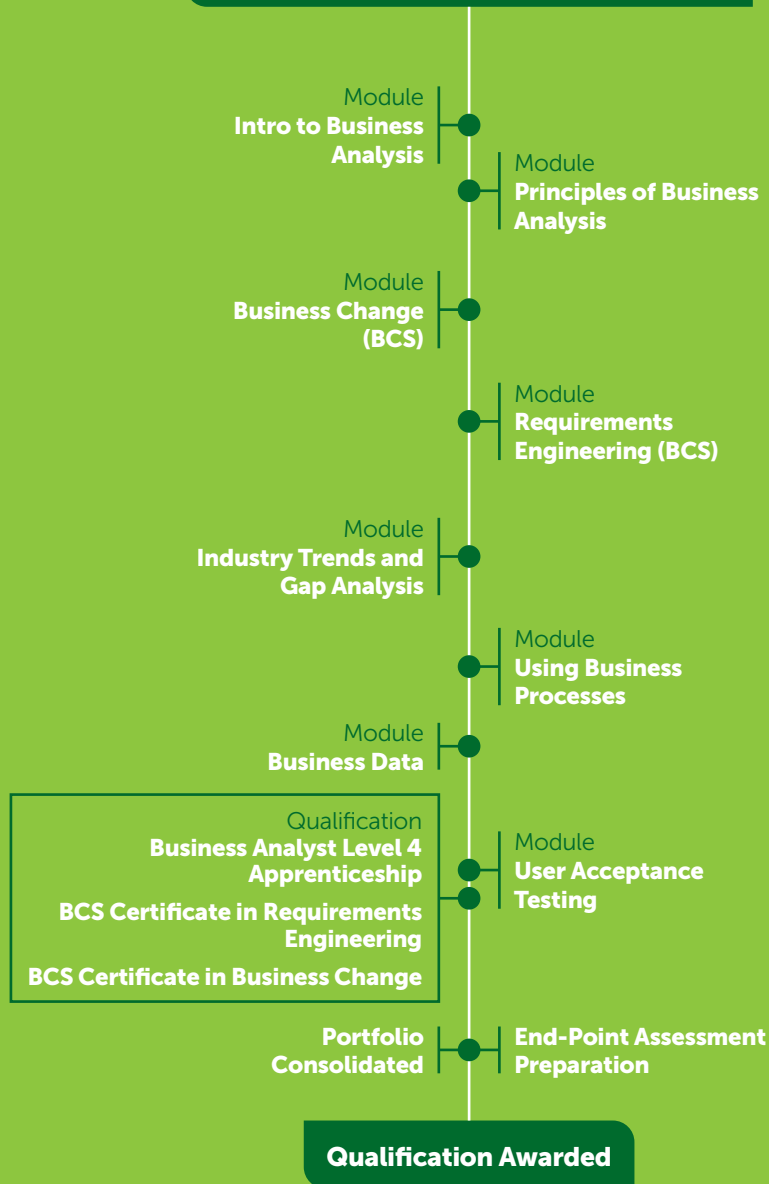 Module
Intro to Business
Analysis
Module
Principles of Business
Analysis
Module
Business Change
(BCS)
Module
Requirements
Engineering (BCS)
Module
Industry Trends and
Gap Analysis
Module
Using Business
Processes
Module
Business Data
Qualification
Business Analyst Level 4
Apprenticeship
BCS Certificate in Requirements
Engineering
BCS Certificate in Business Change
Module
User Acceptance
Testing
Portfolio
Consolidated
End-Point Assessment
Preparation
Qualification Awarded